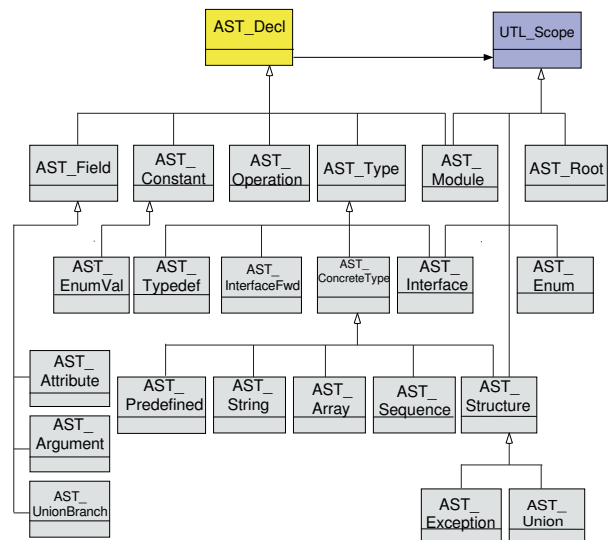 AST_Decl
UTL_Scope
AST_Field
AST_
Constant
AST_
Operation
AST_Type
AST_
Module
AST_Root
AST_
EnumVal
AST_
Typedef
AST_
InterfaceFwd
AST_
ConcreteType
AST_
Interface
AST_
Enum
AST_
Attribute
AST_
Predefined
AST_
String
AST_
Array
AST_
Sequence
AST_
Structure
AST_
Argument
AST_
UnionBranch
AST_
Exception
AST_
Union